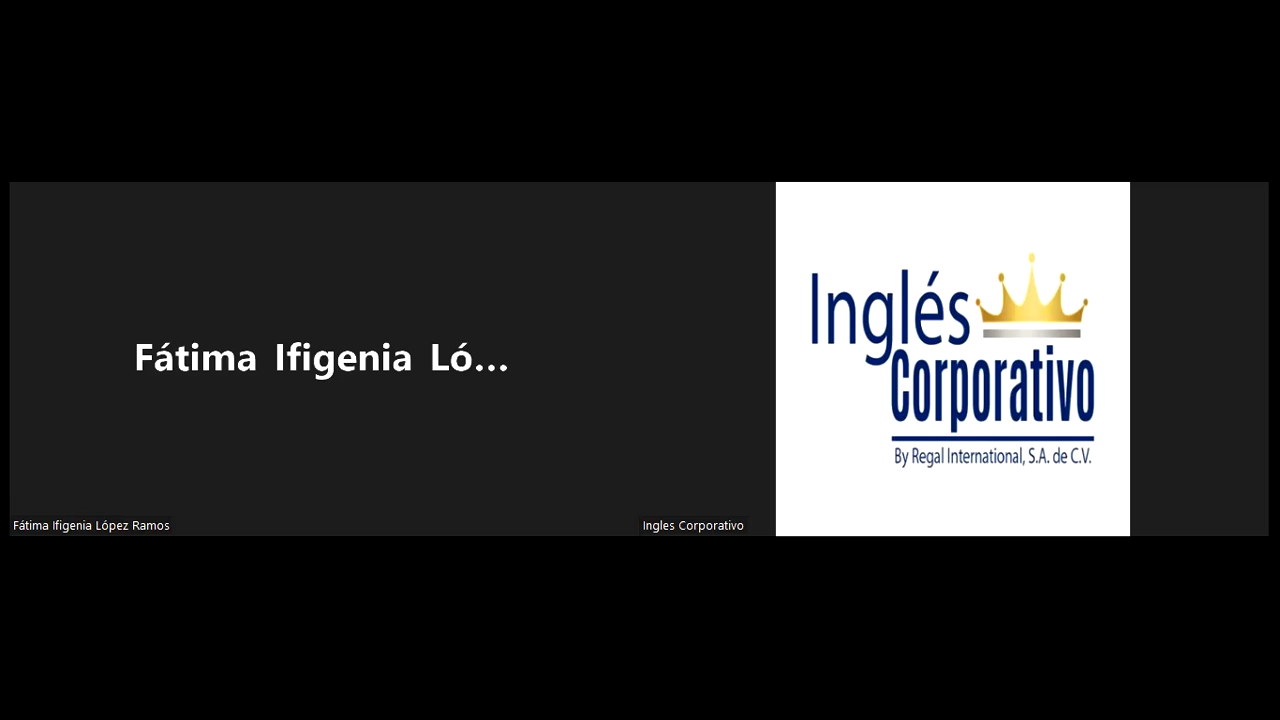 Fátima Ifigenia Ló...
Fátima Ifigenia López Ramos
Inglés
Corporativo
By Regal International, S.A. de C.V.
Ingles Corporativo